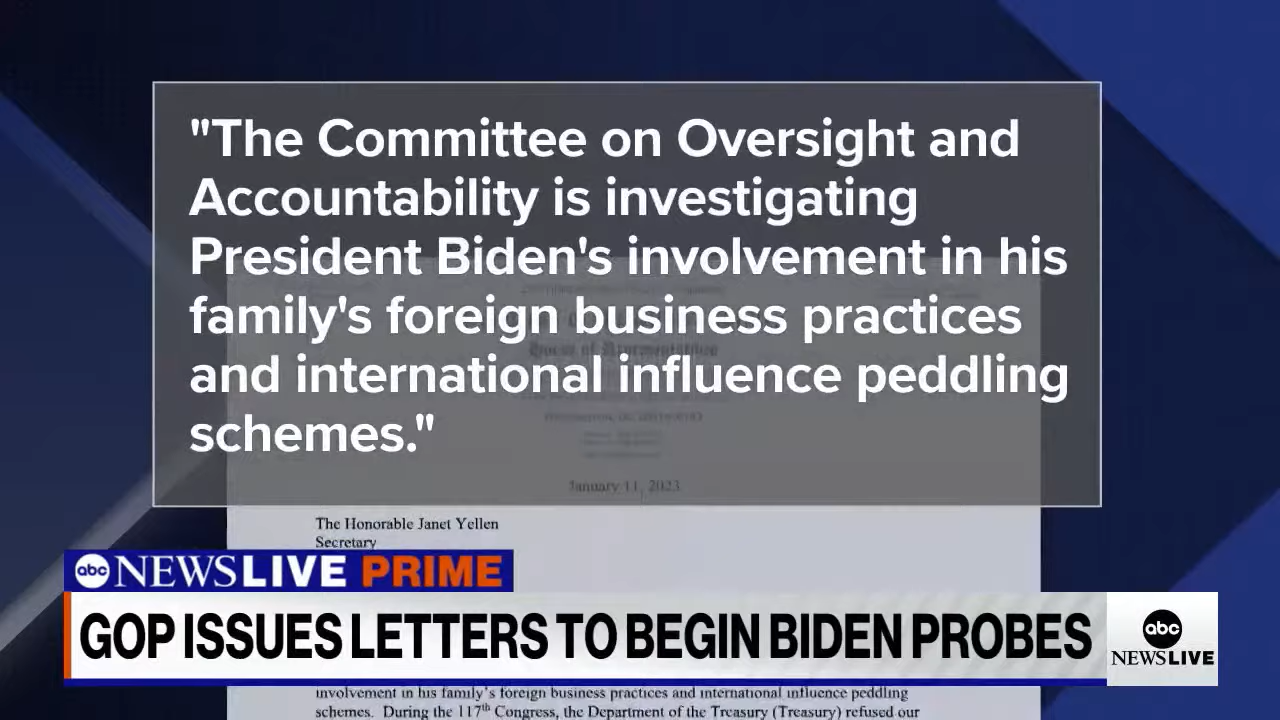 "The Committee on Oversight and
Accountability is investigating
President Biden's involvement in his
family's foreign business practices
and international influence peddling
schemes."
House of Representatives
January 11, 2023
The Honorable Janet Yellen
Secretary
abc NEWS LIVE PRIME
GOP ISSUES LETTERS TO BEGIN BIDEN PROBES
abc
NEWS LIVE
involvement in his family's foreign business practices and international influence peddling
schemes. During the 117th Congress, the Department of the Treasury (Treasury) refused our